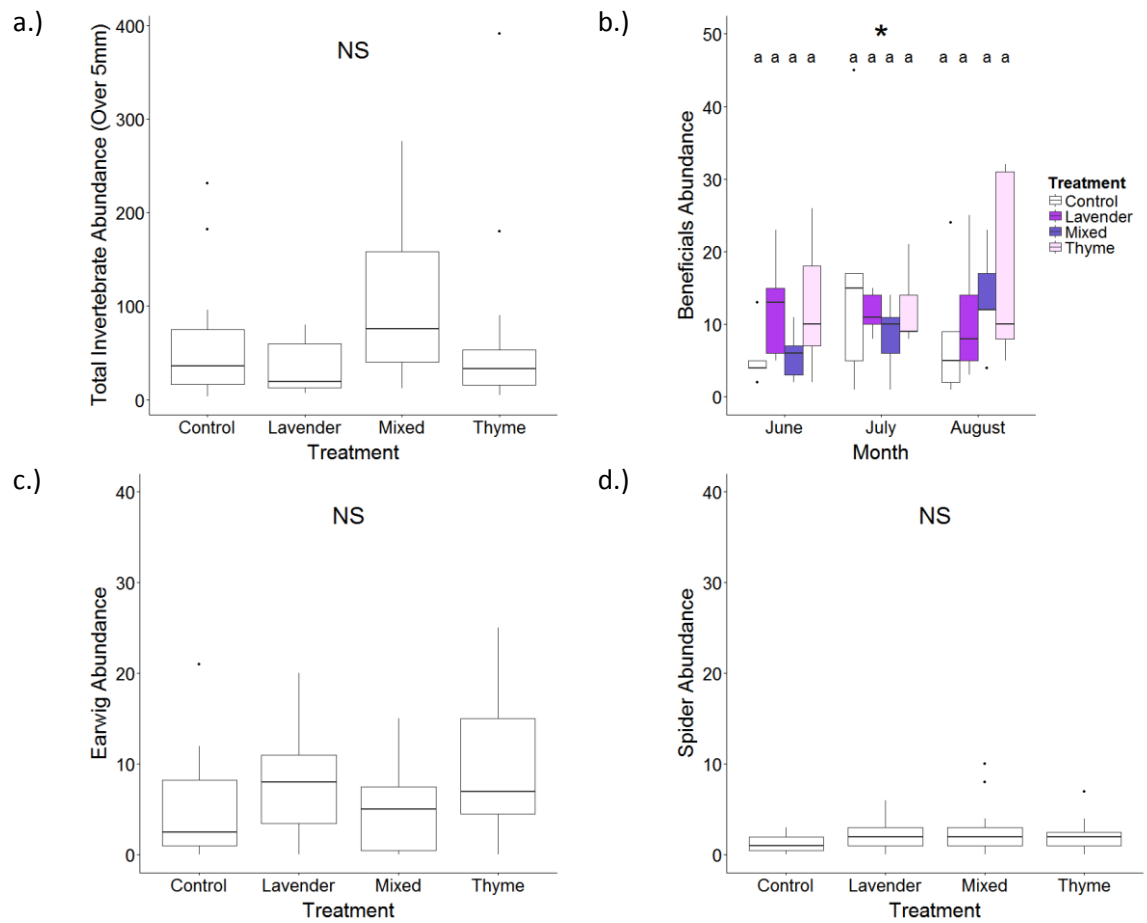 a.)
Total Invertebrate Abundance (Over 5mm)
400
300
200
100
0
NS
Control Lavender Mixed Thyme
Treatment
b.)
Beneficials Abundance
50
40
30
20
10
0
*
a a a a a a a a a a a a
June July August
Month
Treatment
Control
Lavender
Mixed
Thyme
c.)
Earwig Abundance
40
30
20
10
0
NS
Control Lavender Mixed Thyme
Treatment
d.)
Spider Abundance
40
30
20
10
0
NS
Control Lavender Mixed Thyme
Treatment